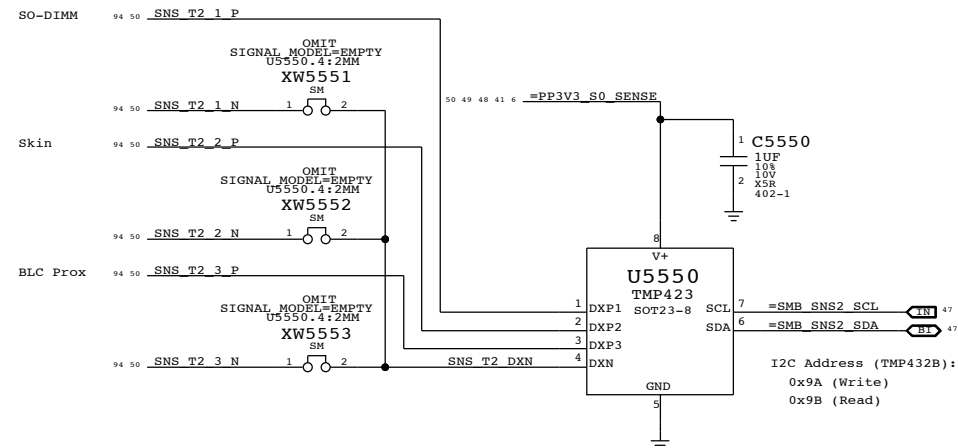 SO-DIMM
94 50 SNS_T2_1_P
OMIT
SIGNAL_MODEL=EMPTY
U5550.4:2MM
XW5551
SM
94 50 SNS_T2_1_N 1 2
50 49 48 41 6 =PP3V3_S0_SENSE
Skin
94 50 SNS_T2_2_P
1 C5550
1UF
10%
10V
2 X5R
402-1
OMIT
SIGNAL_MODEL=EMPTY
U5550.4:2MM
XW5552
SM
94 50 SNS_T2_2_N 1 2
8
V+
BLC Prox
94 50 SNS_T2_3_P
U5550
TMP423
SOT23-8
OMIT
SIGNAL_MODEL=EMPTY
U5550.4:2MM
XW5553
SM
1 DXP1 SCL 7 =SMB_SNS2_SCL IN 47
2 DXP2 SDA 6 =SMB_SNS2_SDA BI 47
3 DXP3
94 50 SNS_T2_3_N 1 2 SNS_T2_DXN 4 DXN
GND
5
I2C Address (TMP432B):
0x9A (Write)
0x9B (Read)